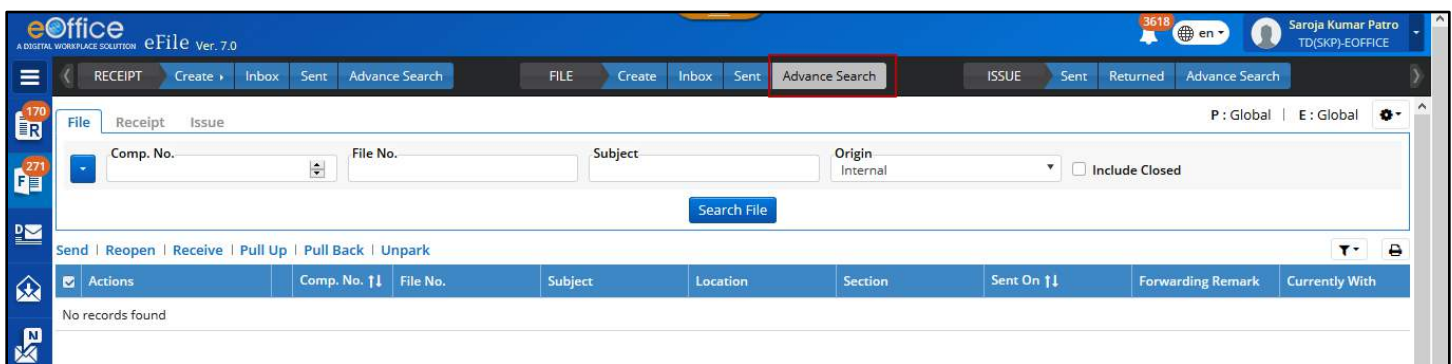 eOffice
A DIGITAL WORKPLACE SOLUTION eFile Ver. 7.0
3618 en Saroja Kumar Patro
TD(SKP)-EOFFICE
RECEIPT Create Inbox Sent Advance Search FILE Create Inbox Sent Advance Search ISSUE Sent Returned Advance Search
170 R
File Receipt Issue P : Global | E : Global
Comp. No. File No. Subject Origin
Internal Include Closed
271 F
Search File
D
Send | Reopen | Receive | Pull Up | Pull Back | Unpark
Actions Comp. No. File No. Subject Location Section Sent On Forwarding Remark Currently With
No records found
N